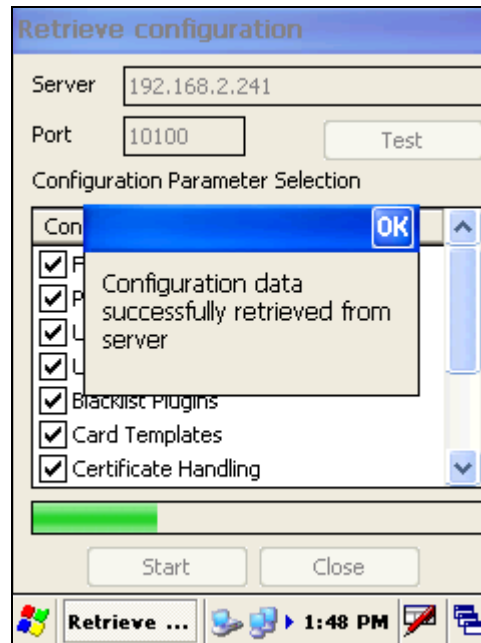 Retrieve configuration
Server 192.168.2.241
Port 10100 Test
Configuration Parameter Selection
Con
OK
F
Configuration data
P
successfully retrieved from
U
server
U
Blacklist Plugins
Card Templates
Certificate Handling
Start Close
Retrieve ... 1:48 PM